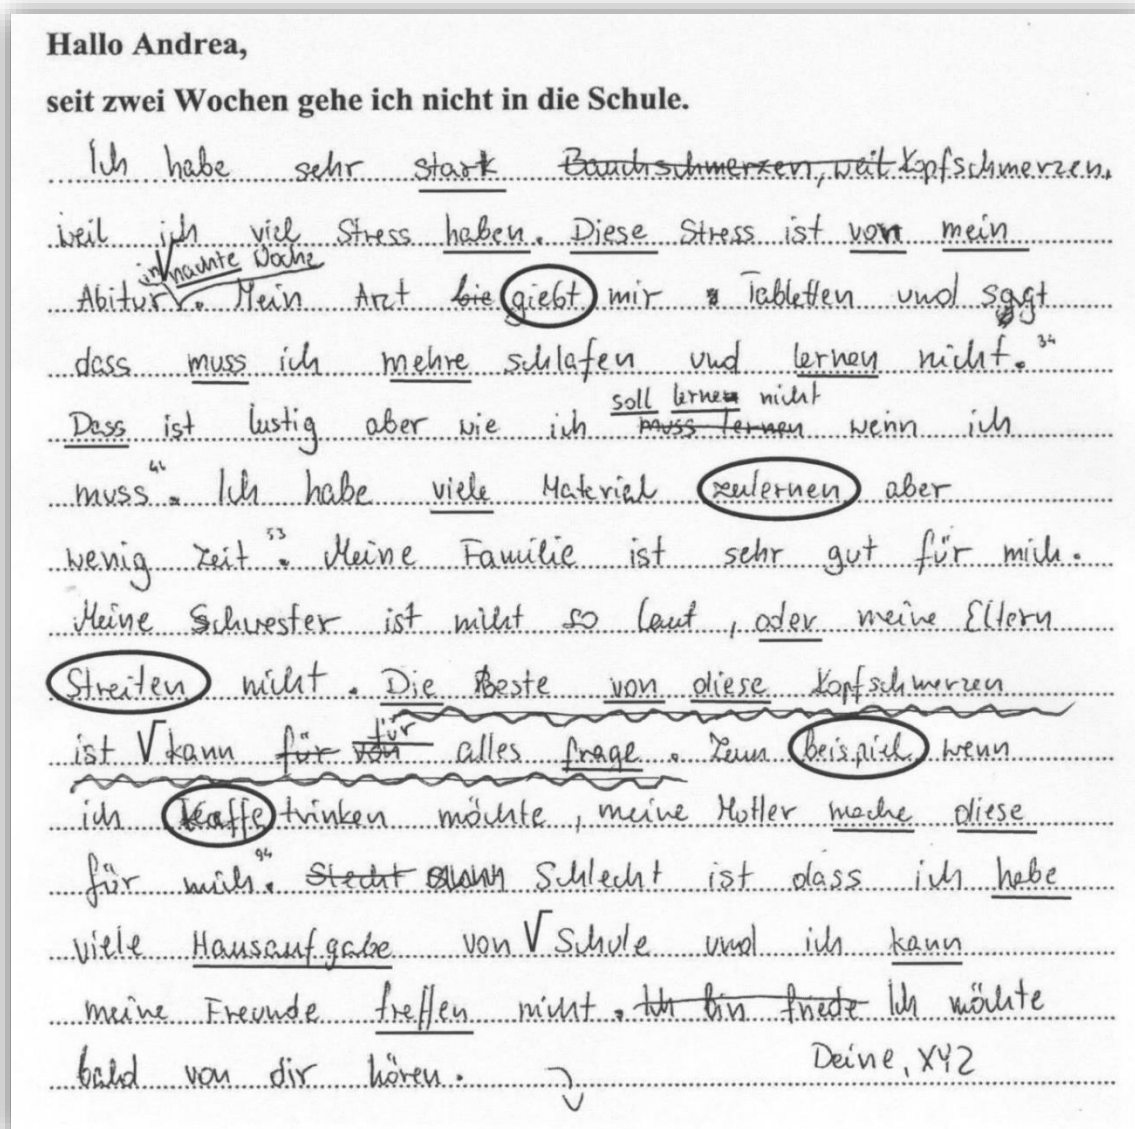 Hallo Andrea,
seit zwei Wochen gehe ich nicht in die Schule.
Ich habe sehr stark Bauchschmerzen, weil Kopfschmerzen,
weil ich viel Stress haben. Diese Stress ist von mein
in nächste Woche
Abitur. Mein Arzt bie giebt mir Tabletten und sagt
dass muss ich mehre schlafen und lernen nicht. 34
soll lernen nicht
Dass ist lustig aber wie ich muss lernen wenn ich
muss 44. Ich habe viele Material zulernen aber
wenig Zeit 53. Meine Familie ist sehr gut für mich.
Meine Schwester ist nicht so laut, oder meine Eltern
Streiten nicht. Die Beste von diese Kopfschmerzen
für
ist √ kann für von alles frage. Zum beispiel wenn
ich Kaffe trinken möchte, meine Mutter mache diese
für mich. 94 Stecht Schlecht ist dass ich habe
viele Hausaufgabe von √ Schule und ich kann
meine Freunde treffen nicht. Ich bin friede Ich möchte
bald von dir hören.
Deine, XYZ